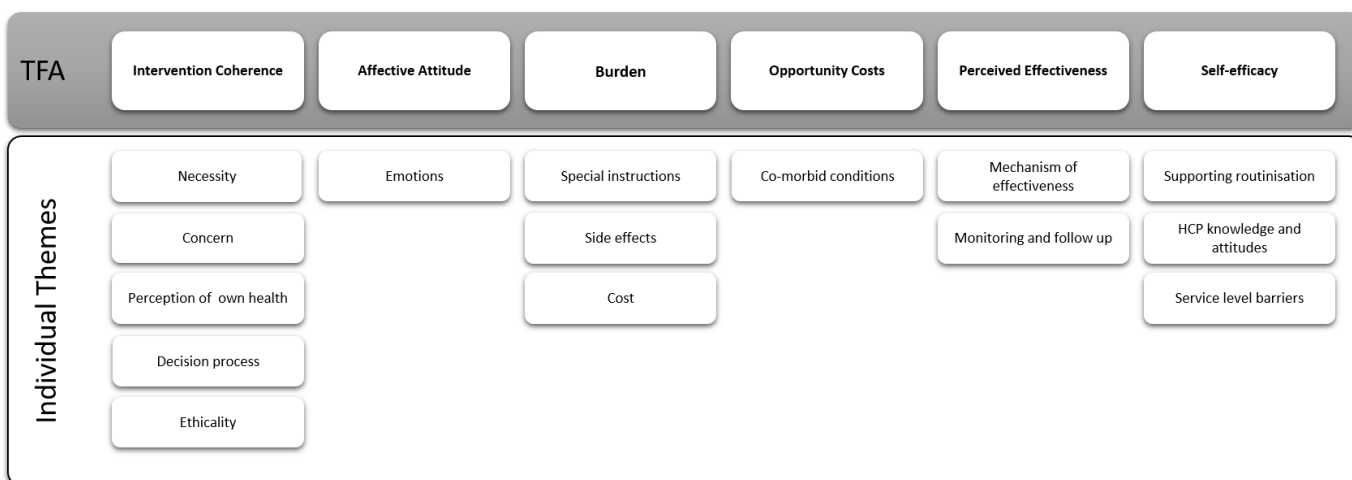 TFA
Intervention Coherence
Affective Attitude
Burden
Opportunity Costs
Perceived Effectiveness
Self-efficacy
Individual Themes
Necessity
Emotions
Special instructions
Co-morbid conditions
Mechanism of
effectiveness
Supporting routinisation
Concern
Side effects
Monitoring and follow up
HCP knowledge and
attitudes
Perception of own health
Cost
Service level barriers
Decision process
Ethicality